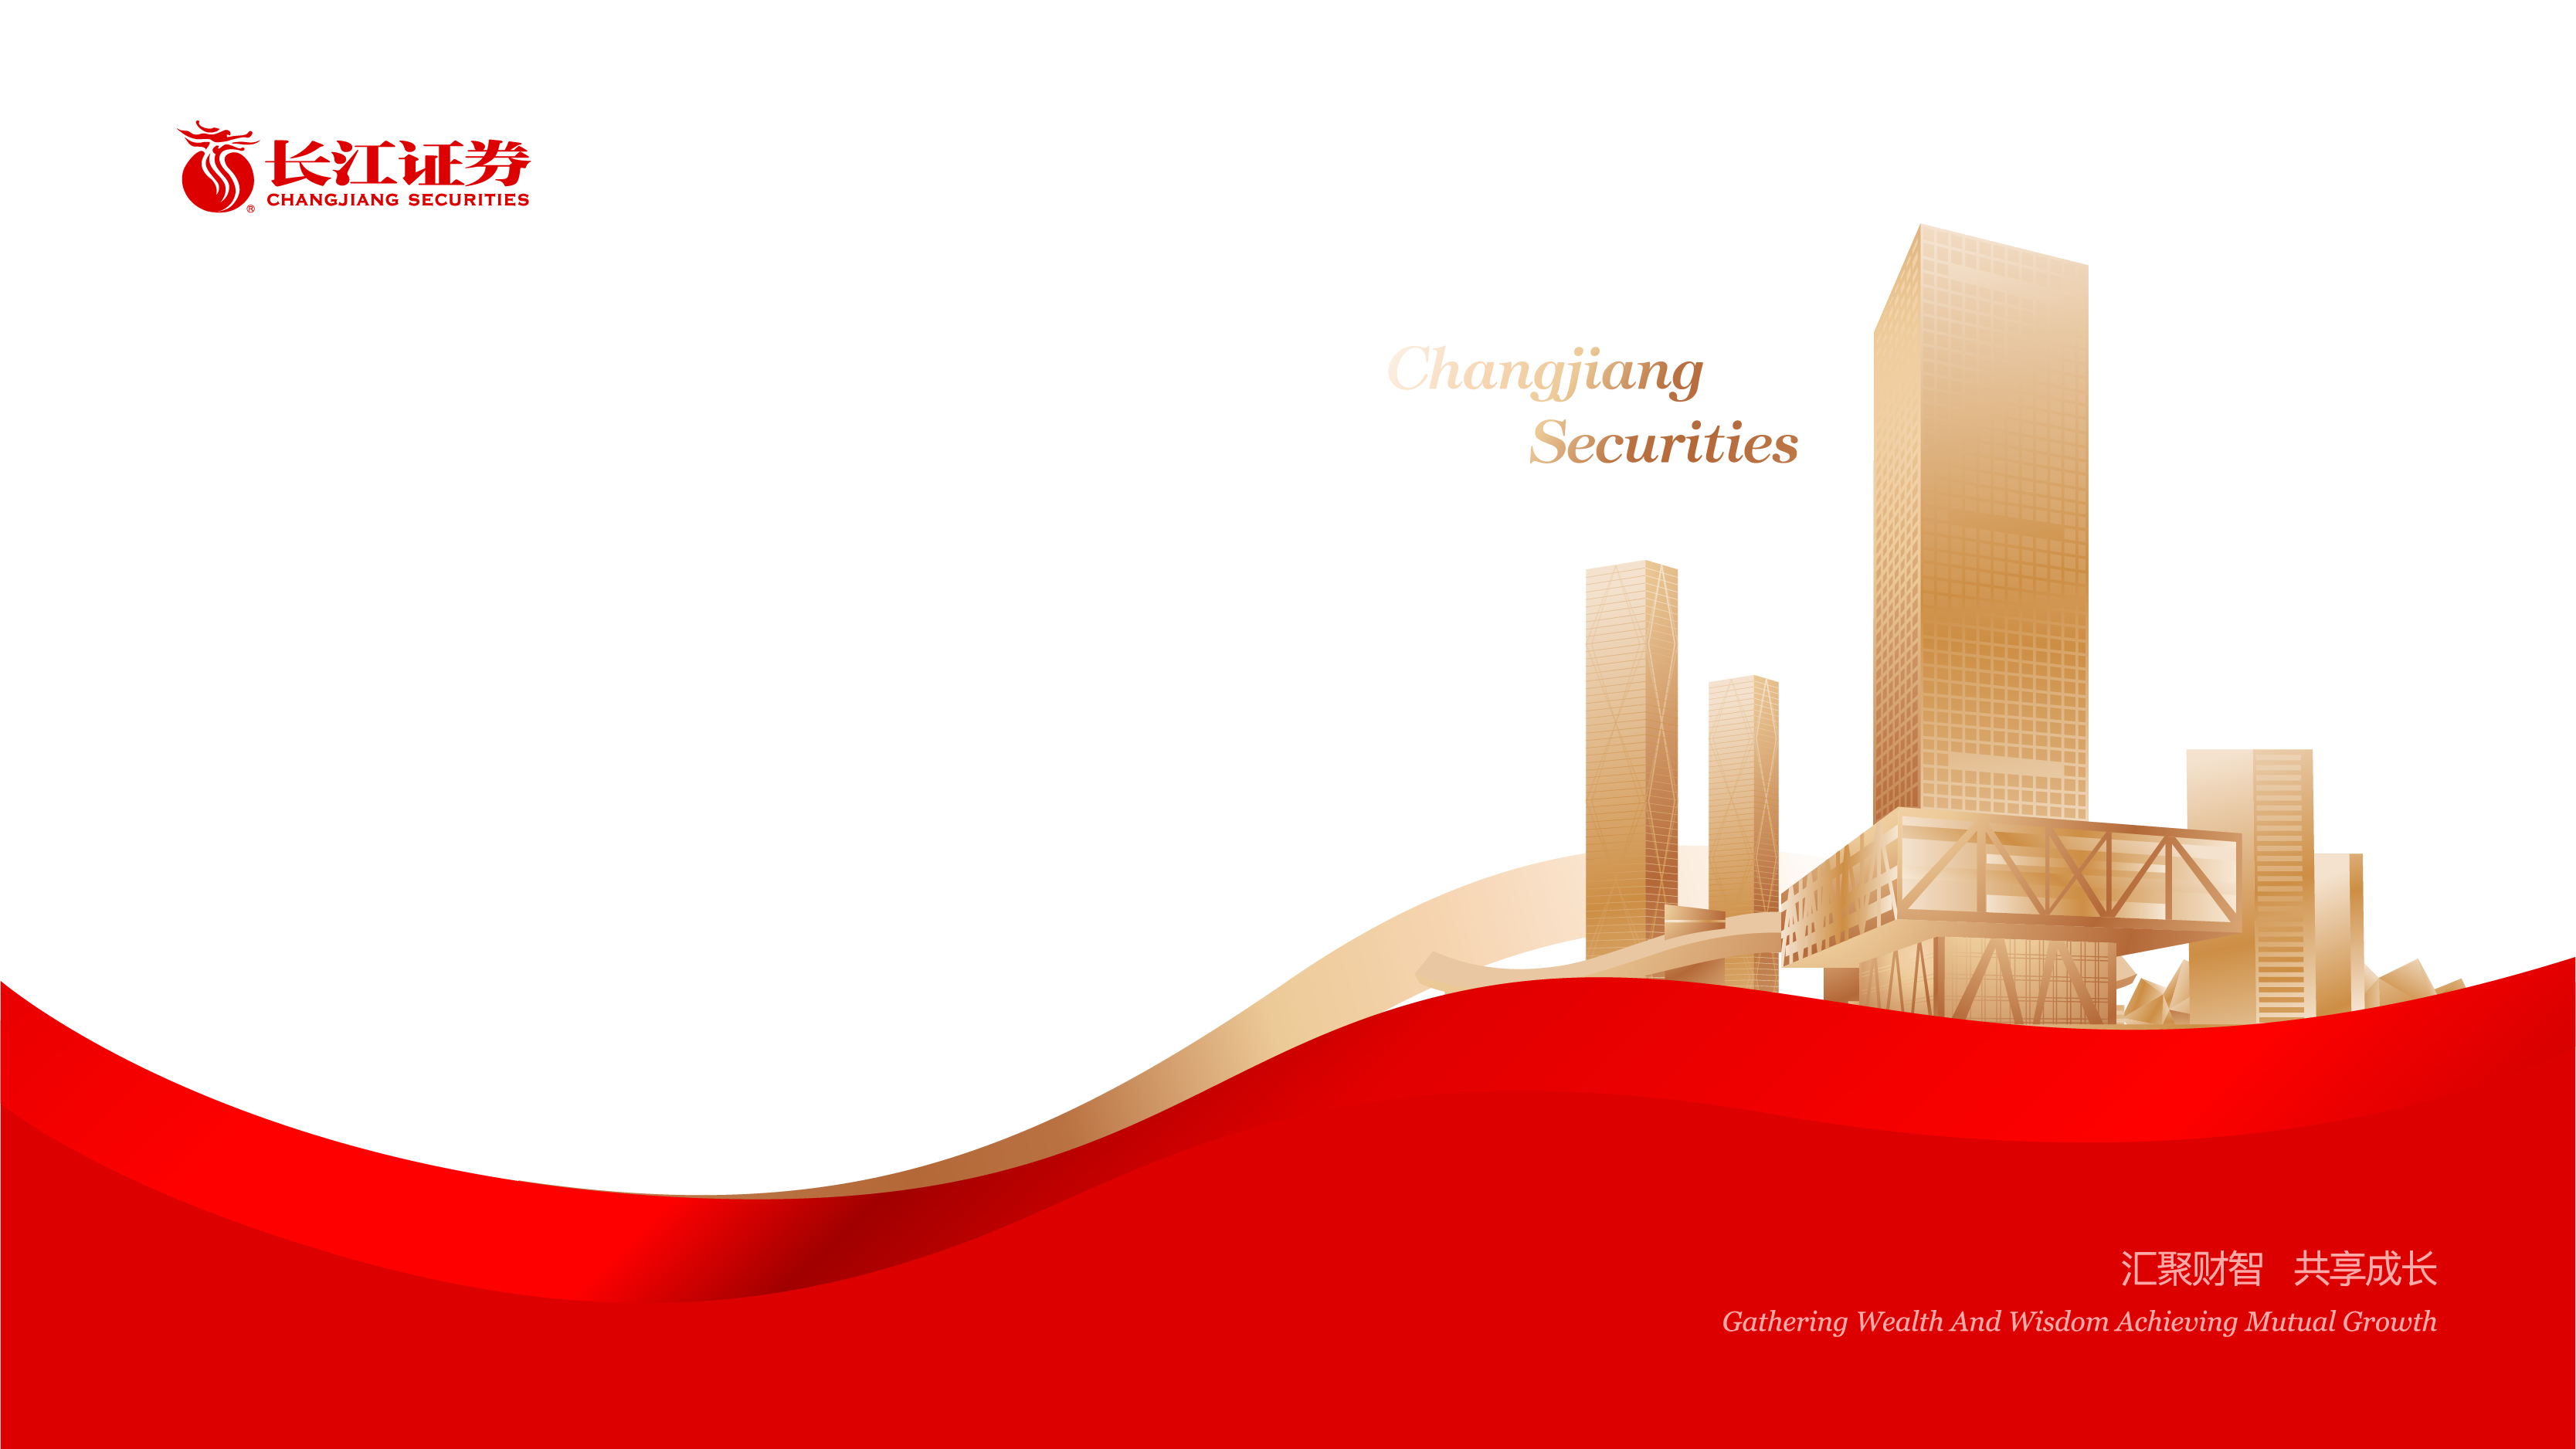 长江证券
CHANGJIANG SECURITIES
®
Changjiang
Securities
汇聚财智 共享成长
Gathering Wealth And Wisdom Achieving Mutual Growth